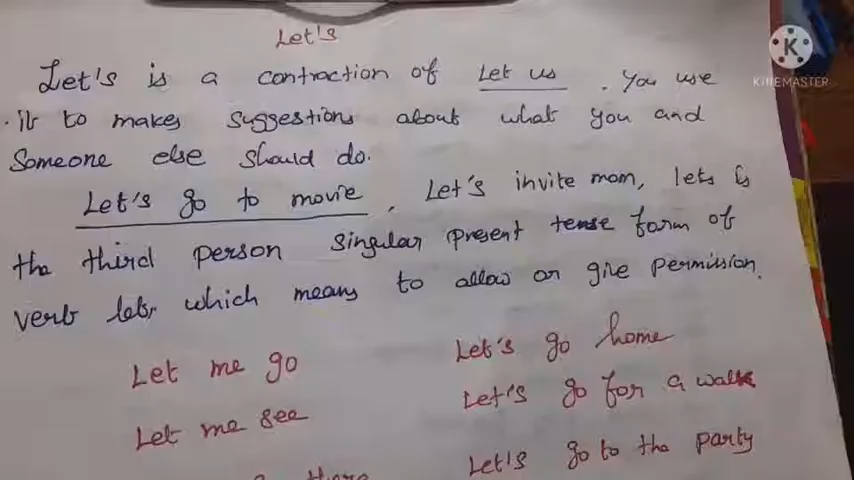 Let's
Let's is a contraction of Let us . You use
. it to makes suggestions about what you and
Someone else should do.
Let's go to movie . Let's invite mom, lets is
the third person singular present tense form of
verb let, which means to allow or give permission.
Let me go
Let me see
there
Let's go home
Let's go for a walk
Let's go to the party
K
KINEMASTER